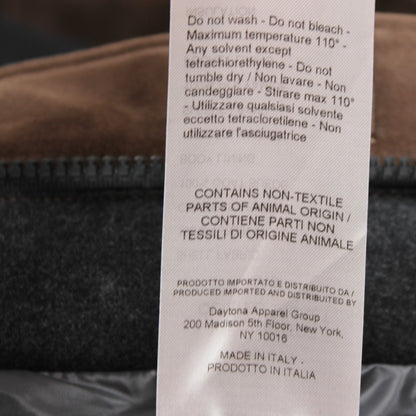 Do not wash - Do not bleach -
Maximum temperature 110° -
Any solvent except
tetrachiorethylene - Do not
tumble dry / Non lavare - Non
candeggiare - Stirare max 110°
- Utilizzare qualsiasi solvente
eccetto tetracloretilene - Non
utilizzare l'asciugatrice
CONTAINS NON-TEXTILE
PARTS OF ANIMAL ORIGIN /
CONTIENE PARTI NON
TESSILI DI ORIGINE ANIMALE
PRODOTTO IMPORTATO E DISTRIBUITO DA /
PRODUCED IMPORTED AND DISTRIBUTED BY
Daytona Apparel Group
200 Madison 5th Floor, New York,
NY 10016
MADE IN ITALY -
PRODOTTO IN ITALIA